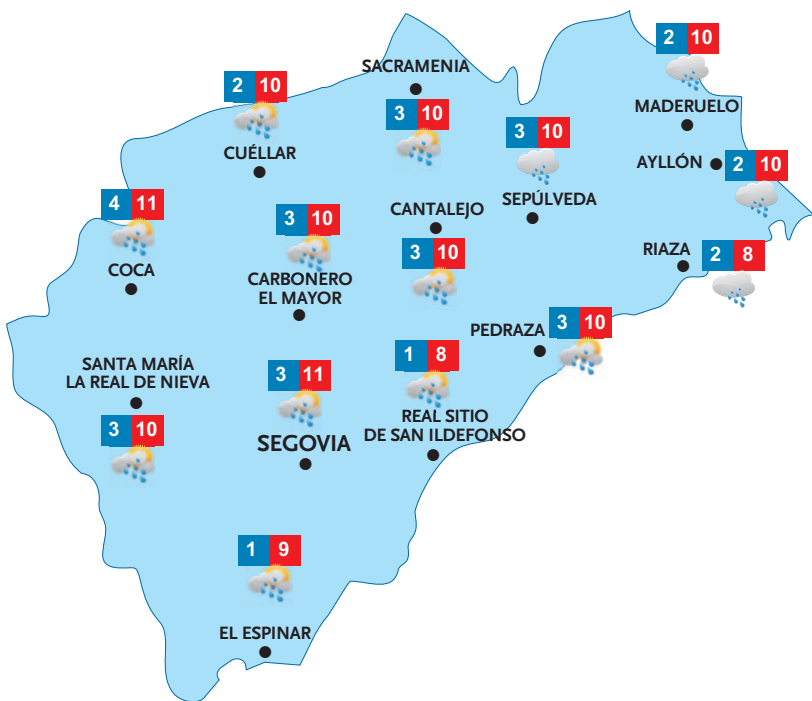 2 10
MADERUELO
SACRAMENIA
3 10
2 10
CUÉLLAR
3 10
SEPÚLVEDA
AYLLÓN
2 10
4 11
COCA
3 10
CARBONERO
EL MAYOR
CANTALEJO
3 10
RIAZA
2 8
PEDRAZA
3 10
SANTA MARÍA
LA REAL DE NIEVA
3 10
3 11
SEGOVIA
1 8
REAL SITIO
DE SAN ILDEFONSO
1 9
EL ESPINAR